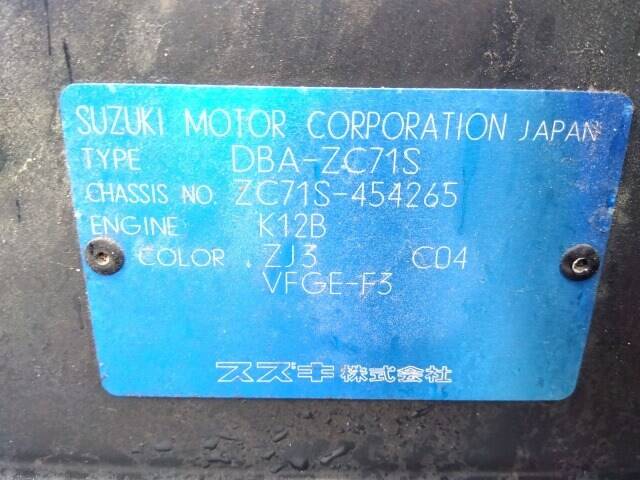 SUZUKI MOTOR CORPORATION JAPAN
TYPE DBA-ZC71S
CHASSIS NO. ZC71S-454265
ENGINE K12B
COLOR ZJ3 C04
VFGE-F3
スズキ株式会社